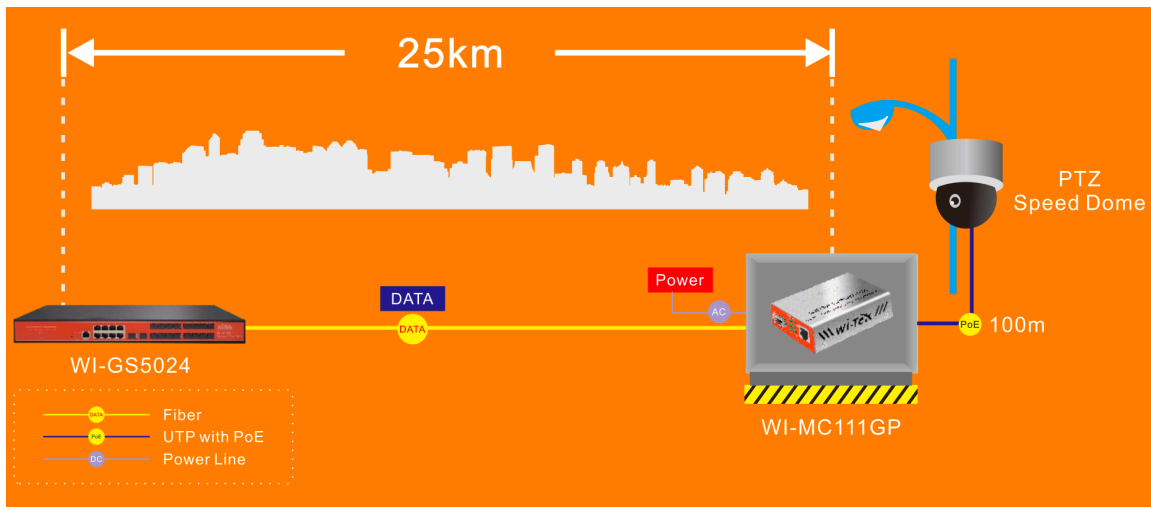 25km
PTZ
Speed Dome
Power
AC
DATA
DATA
WI-TEK
PoE
100m
WI-GS5024
WI-MC111GP
DATA
Fiber
PoE
UTP with PoE
DC
Power Line